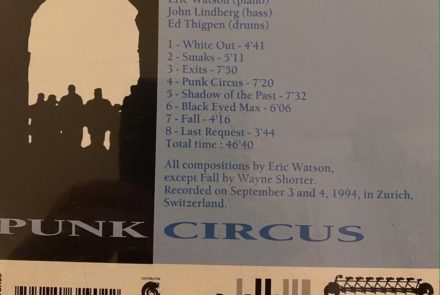 Eric Watson (piano)
John Lindberg (bass)
Ed Thigpen (drums)
1 - White Out - 4'41
2 - Smaks - 5'11
3 - Exits - 7'50
4 - Punk Circus - 7'20
5 - Shadow of the Past - 7'32
6 - Black Eyed Max - 6'06
7 - Fall - 4'16
8 - Last Request - 3'44
Total time : 46'40
All compositions by Eric Watson,
except Fall by Wayne Shorter.
Recorded on September 3 and 4, 1994, in Zurich,
Switzerland.
PUNK CIRCUS